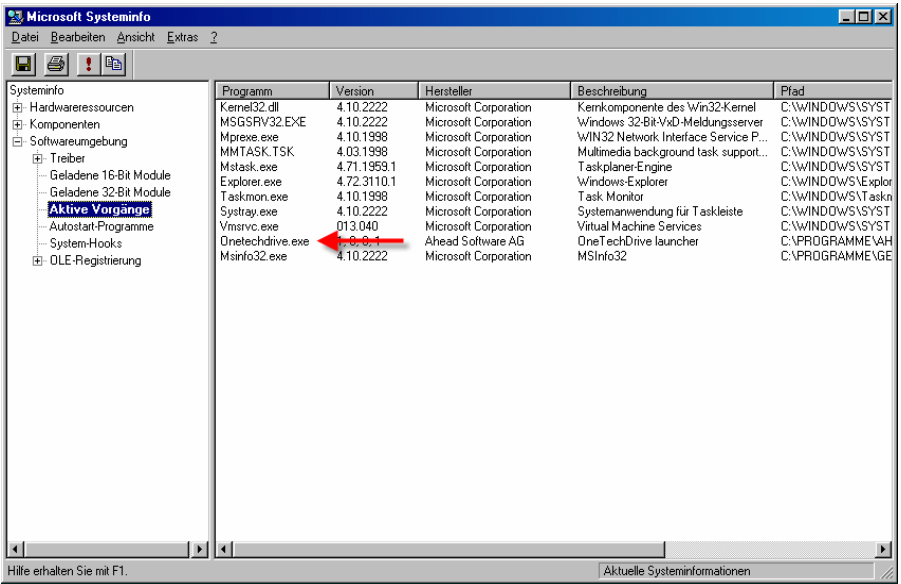 Microsoft Systeminfo
Datei Bearbeiten Ansicht Extras ?
Systeminfo
Hardwareressourcen
Komponenten
Softwareumgebung
Treiber
Geladene 16-Bit Module
Geladene 32-Bit Module
Aktive Vorgänge
Autostart-Programme
System-Hooks
OLE-Registrierung
Programm Version Hersteller Beschreibung Pfad
Kernel32.dll 4.10.2222 Microsoft Corporation Kernkomponente des Win32-Kernel C:\WINDOWS\SYST
MSGSRV32.EXE 4.10.2222 Microsoft Corporation Windows 32-Bit-VxD-Meldungsserver C:\WINDOWS\SYST
Mprexe.exe 4.10.1998 Microsoft Corporation WIN32 Network Interface Service P... C:\WINDOWS\SYST
MMTASK.TSK 4.03.1998 Microsoft Corporation Multimedia background task support... C:\WINDOWS\SYST
Mstask.exe 4.71.1959.1 Microsoft Corporation Taskplaner-Engine C:\WINDOWS\SYST
Explorer.exe 4.72.3110.1 Microsoft Corporation Windows-Explorer C:\WINDOWS\Explor
Taskmon.exe 4.10.1998 Microsoft Corporation Task Monitor C:\WINDOWS\Taskn
Systray.exe 4.10.2222 Microsoft Corporation Systemanwendung für Taskleiste C:\WINDOWS\SYST
Vmsrvc.exe 013.040 Microsoft Corporation Virtual Machine Services C:\WINDOWS\SYST
Onetechdrive.exe 1, 0, 0, 1 Ahead Software AG OneTechDrive launcher C:\PROGRAMME\AH
Msinfo32.exe 4.10.2222 Microsoft Corporation MSInfo32 C:\PROGRAMME\GE
Hilfe erhalten Sie mit F1. Aktuelle Systeminformationen